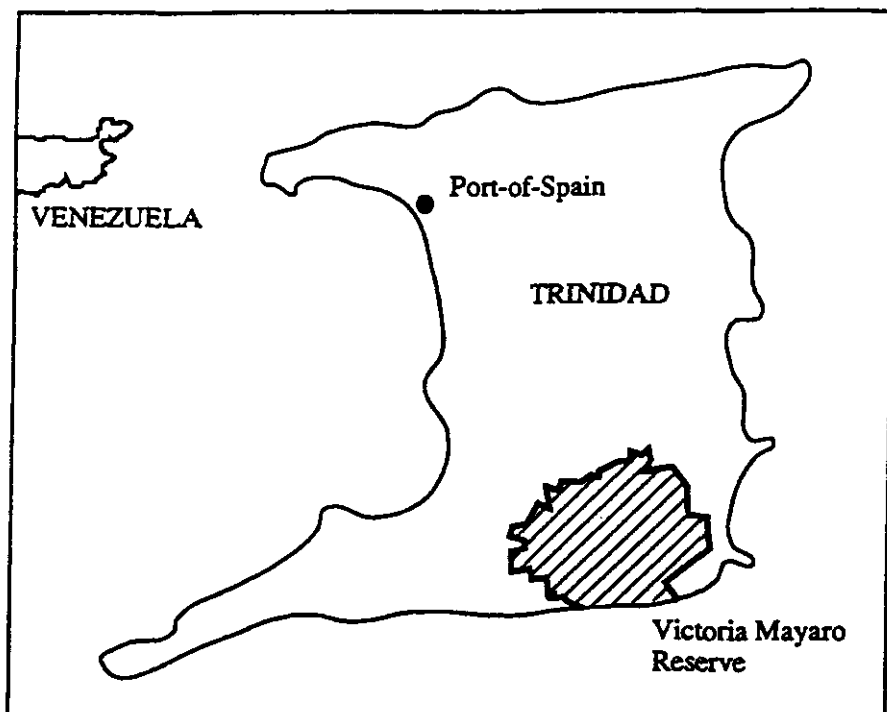 Port-of-Spain
VENEZUELA
TRINIDAD
Victoria Mayaro
Reserve